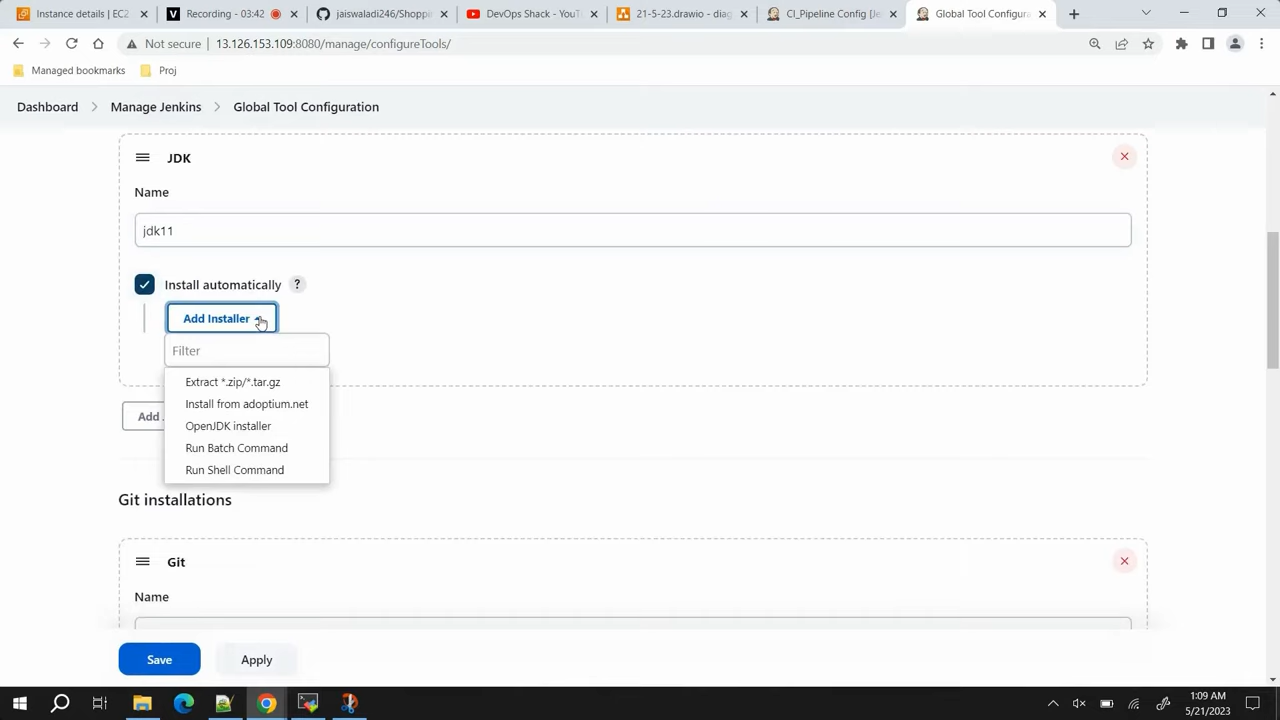 Instance details | EC2
Recording - 03:42
jaiswaladi246/Shoppi
DevOps Shack - YouT
21-5-23.drawio - diag
CI_Pipeline Config [
Global Tool Configura
Not secure
13.126.153.109:8080/manage/configureTools/
Managed bookmarks
Proj
Dashboard
Manage Jenkins
Global Tool Configuration
JDK
Name
jdk11
Install automatically ?
Add Installer
Filter
Extract *.zip/*.tar.gz
Install from adoptium.net
Add
OpenJDK installer
Run Batch Command
Run Shell Command
Git installations
Git
Name
Save
Apply
1:09 AM
5/21/2023